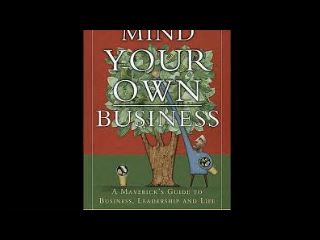 MIND
YOUR
OWN
BUSINESS
A MAVERICK'S GUIDE TO
BUSINESS, LEADERSHIP AND LIFE